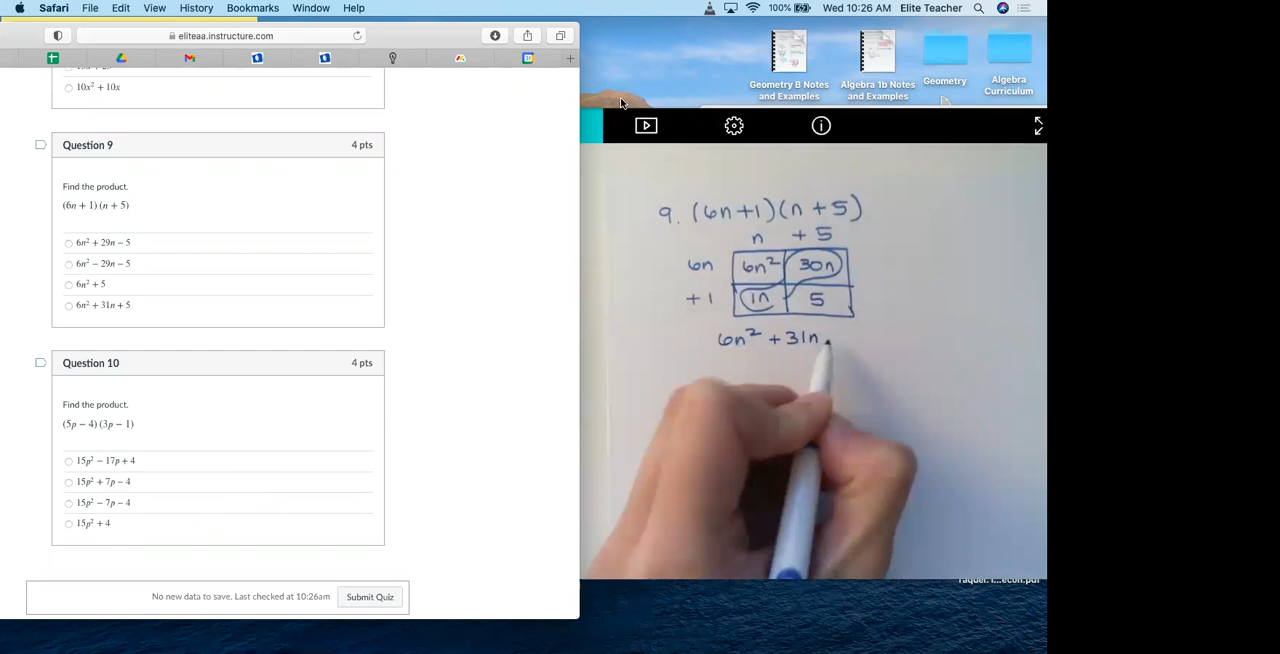 Safari File Edit View History Bookmarks Window Help 100% Wed 10:26 AM Elite Teacher
eliteaa.instructure.com
Geometry B Notes and Examples
Algebra 1b Notes and Examples
Geometry
Algebra Curriculum
10x² + 10x
Question 9 4 pts
Find the product.
(6n + 1) (n + 5)
6n² + 29n − 5
6n² − 29n − 5
6n² + 5
6n² + 31n + 5
Question 10 4 pts
Find the product.
(5p − 4) (3p − 1)
15p² − 17p + 4
15p² + 7p − 4
15p² − 7p − 4
15p² + 4
No new data to save. Last checked at 10:26am Submit Quiz
9. (6n+1)(n+5)
n +5
6n 6n² 30n
+1 1n 5
6n² + 31n